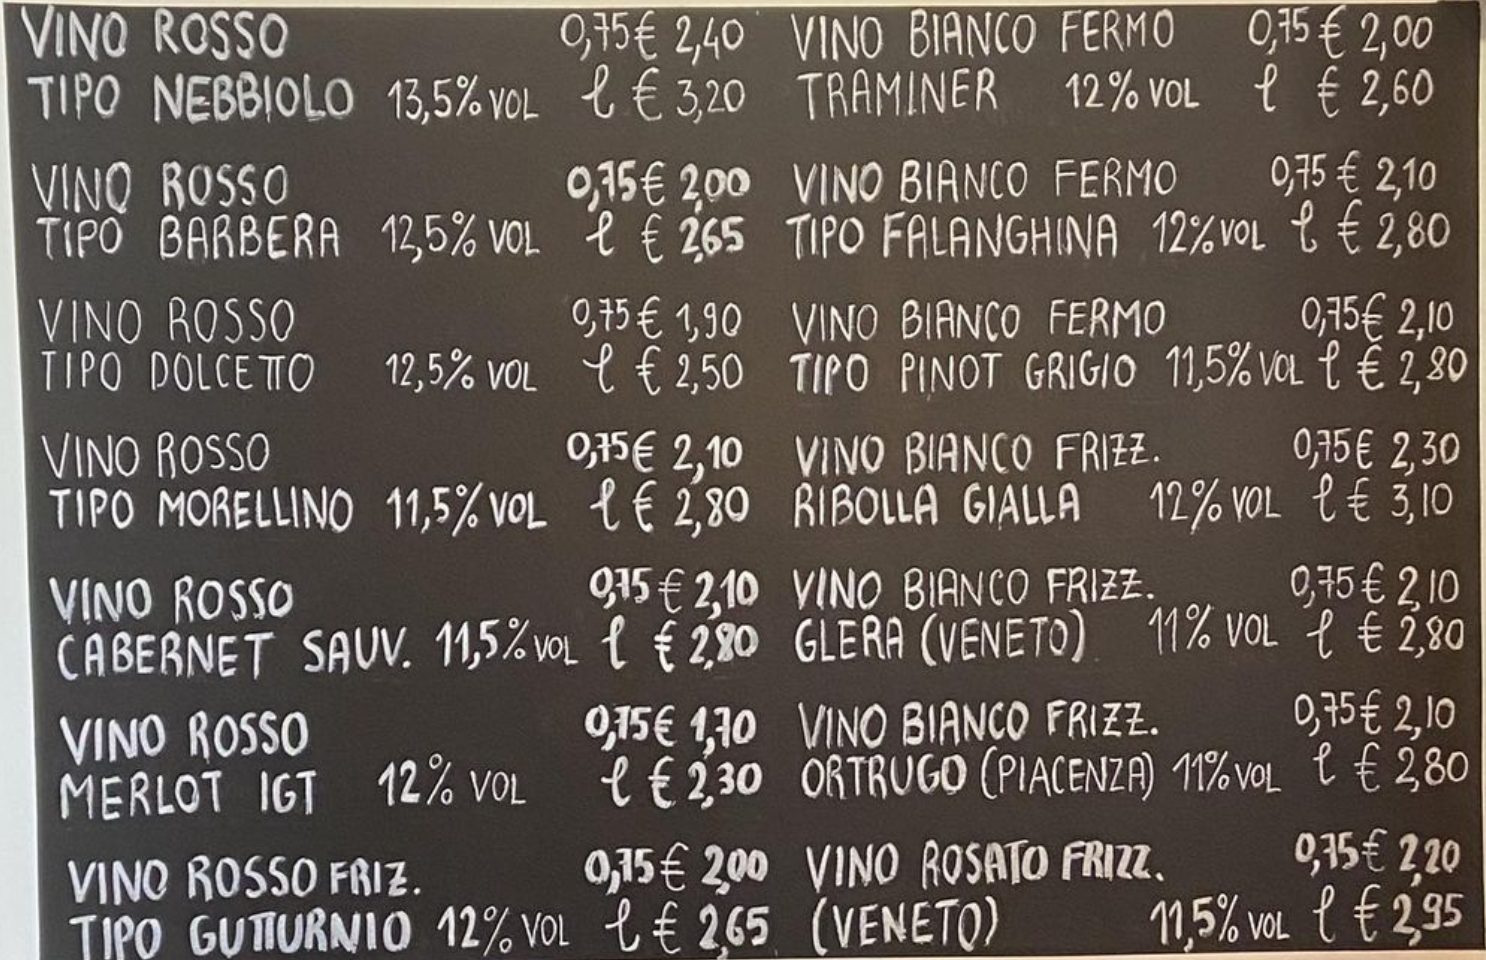 VINO ROSSO 0,75 € 2,40
TIPO NEBBIOLO 13,5% VOL l € 3,20
VINO ROSSO 0,75 € 2,00
TIPO BARBERA 12,5% VOL l € 2,65
VINO ROSSO 0,75 € 1,90
TIPO DOLCETTO 12,5% VOL l € 2,50
VINO ROSSO 0,75 € 2,10
TIPO MORELLINO 11,5% VOL l € 2,80
VINO ROSSO 0,75 € 2,10
CABERNET SAUV. 11,5% VOL l € 2,80
VINO ROSSO 0,75 € 1,70
MERLOT IGT 12% VOL l € 2,30
VINO ROSSO FRIZ. 0,75 € 2,00
TIPO GUTTURNIO 12% VOL l € 2,65
VINO BIANCO FERMO 0,75 € 2,00
TRAMINER 12% VOL l € 2,60
VINO BIANCO FERMO 0,75 € 2,10
TIPO FALANGHINA 12% VOL l € 2,80
VINO BIANCO FERMO 0,75 € 2,10
TIPO PINOT GRIGIO 11,5% VOL l € 2,80
VINO BIANCO FRIZZ. 0,75 € 2,30
RIBOLLA GIALLA 12% VOL l € 3,10
VINO BIANCO FRIZZ. 0,75 € 2,10
GLERA (VENETO) 11% VOL l € 2,80
VINO BIANCO FRIZZ. 0,75 € 2,10
ORTRUGO (PIACENZA) 11% VOL l € 2,80
VINO ROSATO FRIZZ. 0,75 € 2,20
(VENETO) 11,5% VOL l € 2,95